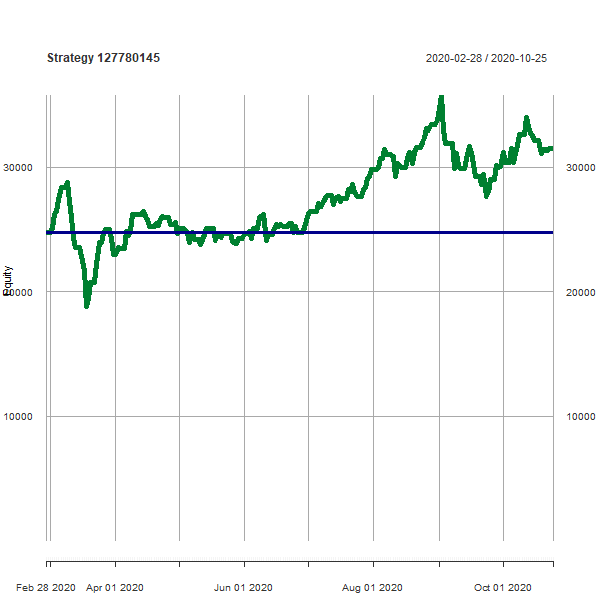 Strategy 127780145
2020-02-28 / 2020-10-25
30000
30000
Equity
20000
20000
10000
10000
Feb 28 2020
Apr 01 2020
Jun 01 2020
Aug 01 2020
Oct 01 2020